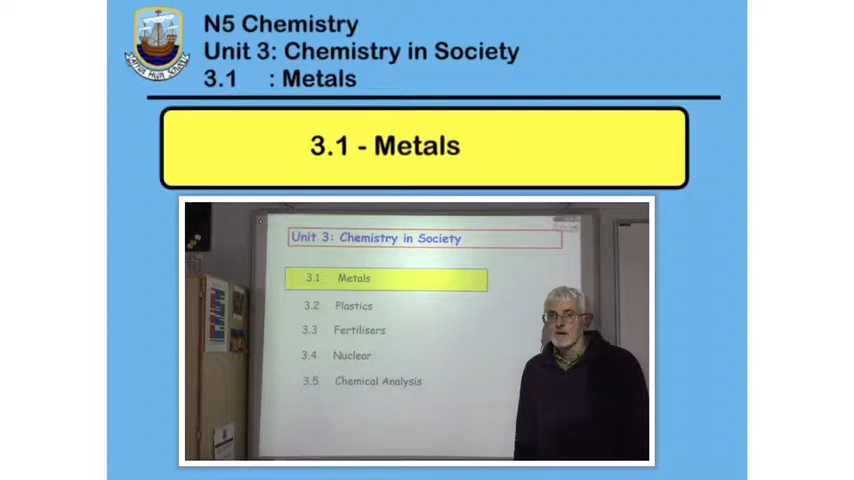 N5 Chemistry
Unit 3: Chemistry in Society
3.1 : Metals
3.1 - Metals
Unit 3: Chemistry in Society
3.1 Metals
3.2 Plastics
3.3 Fertilisers
3.4 Nuclear
3.5 Chemical Analysis